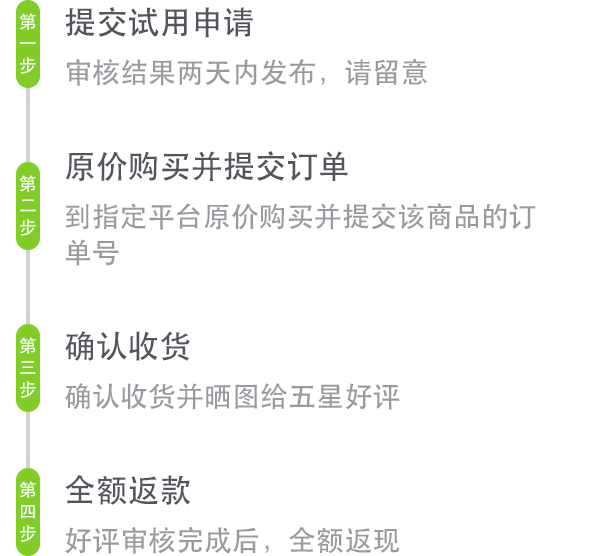 第一步
提交试用申请
审核结果两天内发布，请留意
第二步
原价购买并提交订单
到指定平台原价购买并提交该商品的订
单号
第三步
确认收货
确认收货并晒图给五星好评
第四步
全额返款
好评审核完成后，全额返现